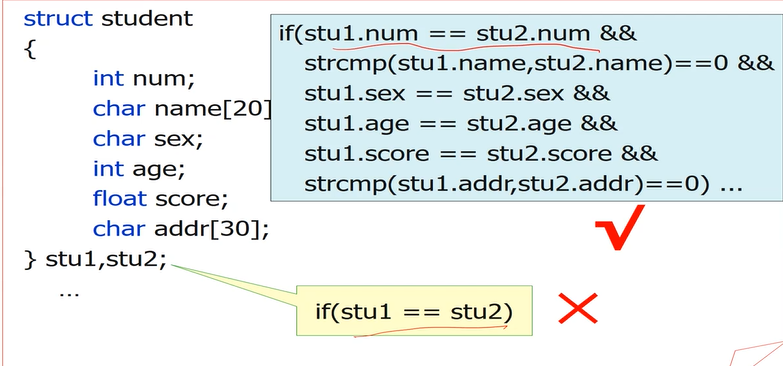 struct student
{
int num;
char name[20]
char sex;
int age;
float score;
char addr[30];
} stu1,stu2;
...
if(stu1.num == stu2.num &&
strcmp(stu1.name,stu2.name)==0 &&
stu1.sex == stu2.sex &&
stu1.age == stu2.age &&
stu1.score == stu2.score &&
strcmp(stu1.addr,stu2.addr)==0) ...
if(stu1 == stu2)